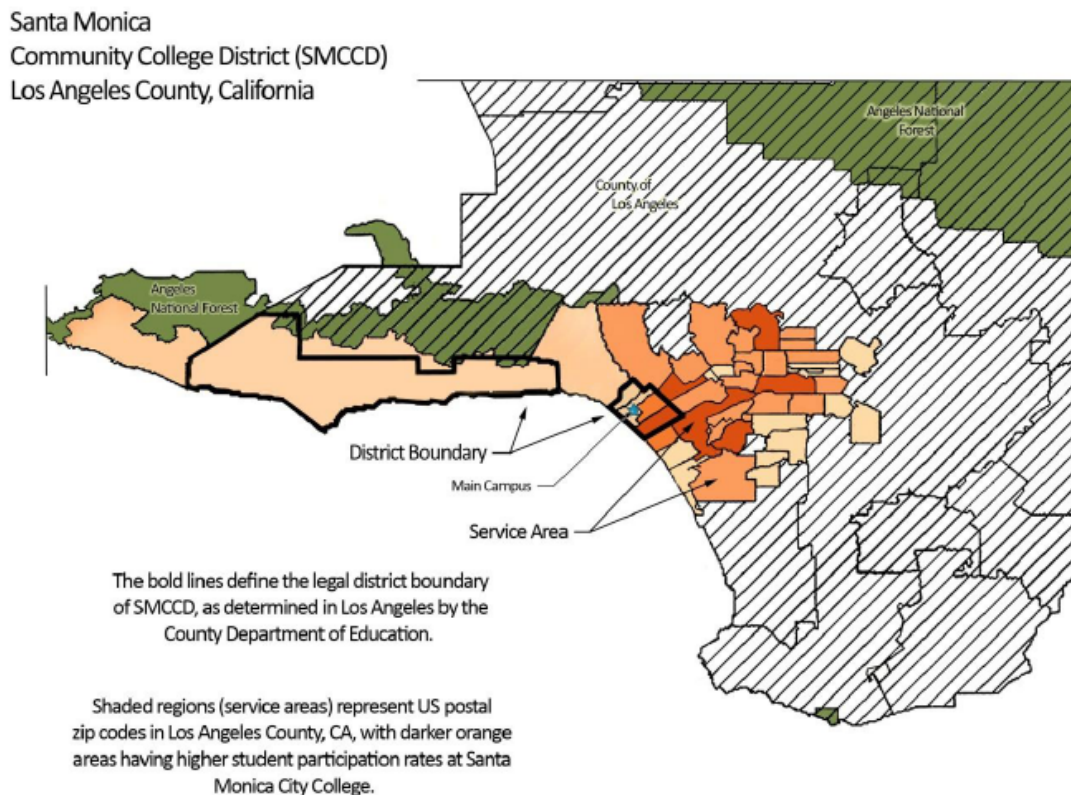 Santa Monica
Community College District (SMCCD)
Los Angeles County, California
Angeles National
Forest
County of
Los Angeles
Angeles
National Forest
District Boundary
Main Campus
Service Area
The bold lines define the legal district boundary
of SMCCD, as determined in Los Angeles by the
County Department of Education.
Shaded regions (service areas) represent US postal
zip codes in Los Angeles County, CA, with darker orange
areas having higher student participation rates at Santa
Monica City College.